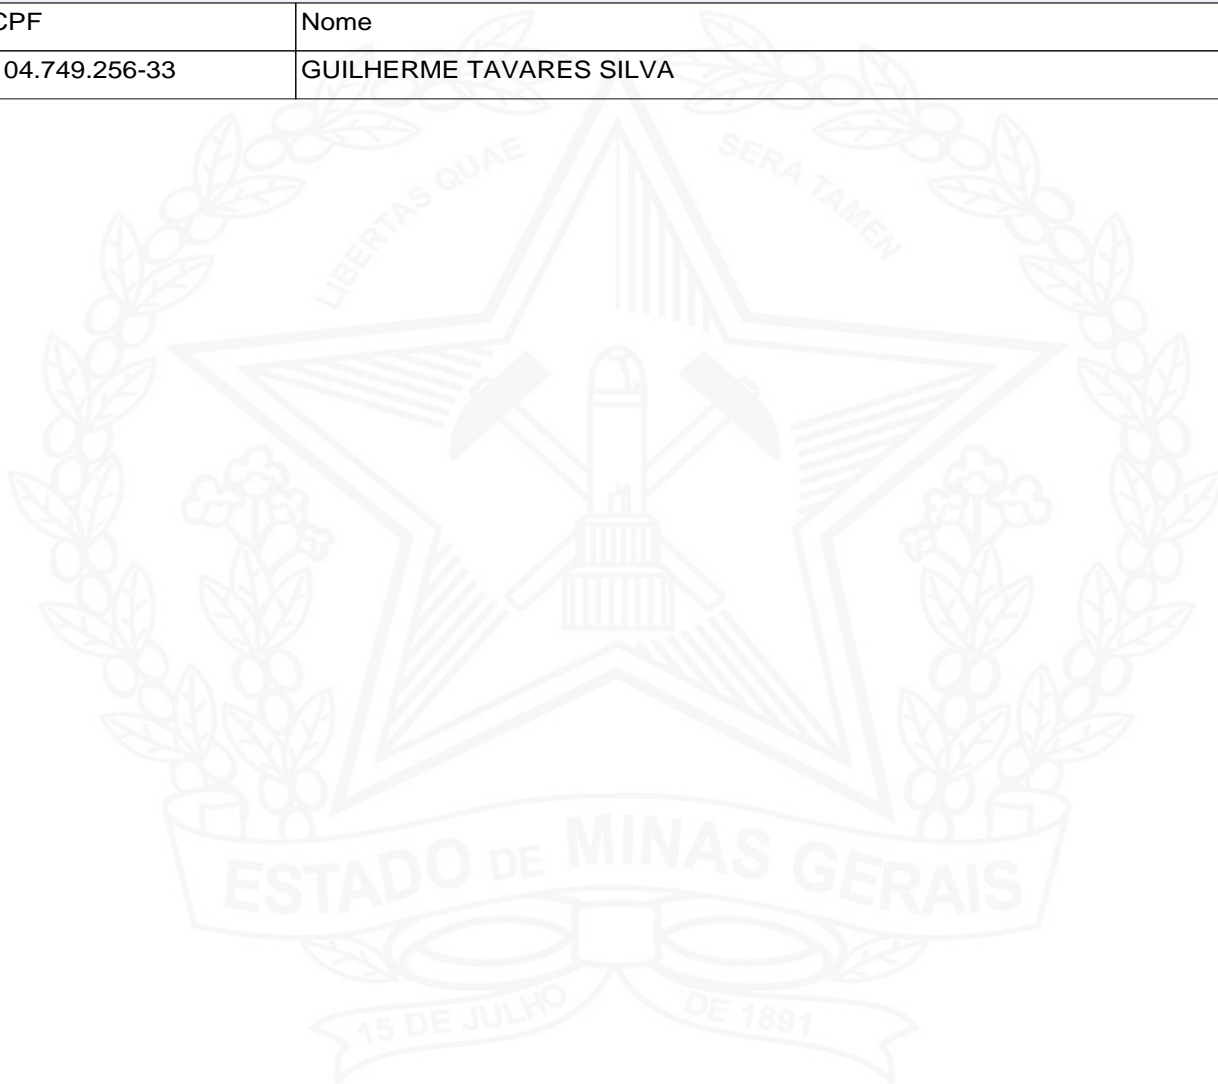 CPF Nome
04.749.256-33 GUILHERME TAVARES SILVA
LIBERTAS QUAE SERA TAMEN
ESTADO DE MINAS GERAIS
15 DE JULHO DE 1891